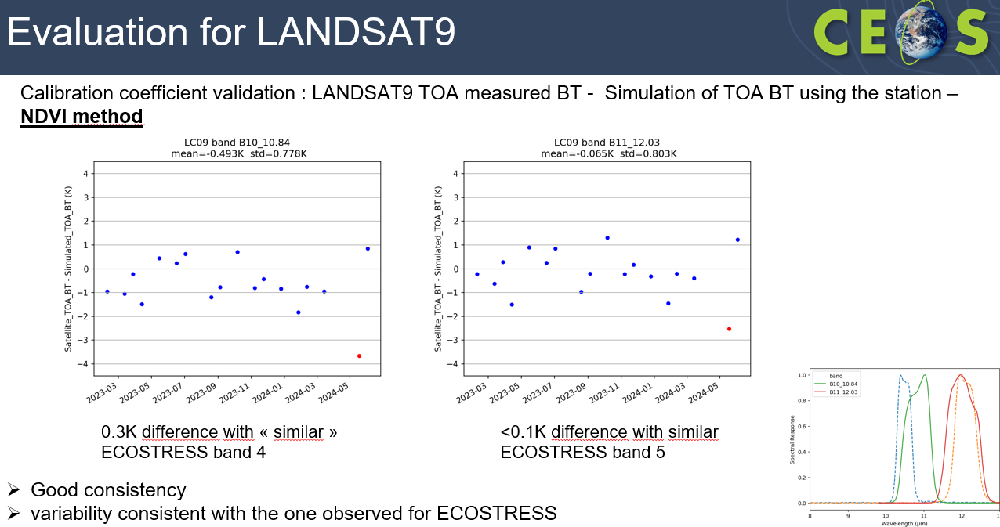 Evaluation for LANDSAT9
CEOS
Calibration coefficient validation : LANDSAT9 TOA measured BT - Simulation of TOA BT using the station –
NDVI method
LC09 band B10_10.84
mean=-0.493K std=0.778K
Satellite_TOA_BT - Simulated_TOA_BT (K)
4
3
2
1
0
−1
−2
−3
−4
2023-03
2023-05
2023-07
2023-09
2023-11
2024-01
2024-03
2024-05
LC09 band B11_12.03
mean=-0.065K std=0.803K
Satellite_TOA_BT - Simulated_TOA_BT (K)
4
3
2
1
0
−1
−2
−3
−4
2023-03
2023-05
2023-07
2023-09
2023-11
2024-01
2024-03
2024-05
0.3K difference with « similar »
ECOSTRESS band 4
<0.1K difference with similar
ECOSTRESS band 5
band
B10_10.84
B11_12.03
Spectral Response
1.0
0.8
0.6
0.4
0.2
0.0
8
9
10
11
12
Wavelength (μm)
➢ Good consistency
➢ variability consistent with the one observed for ECOSTRESS